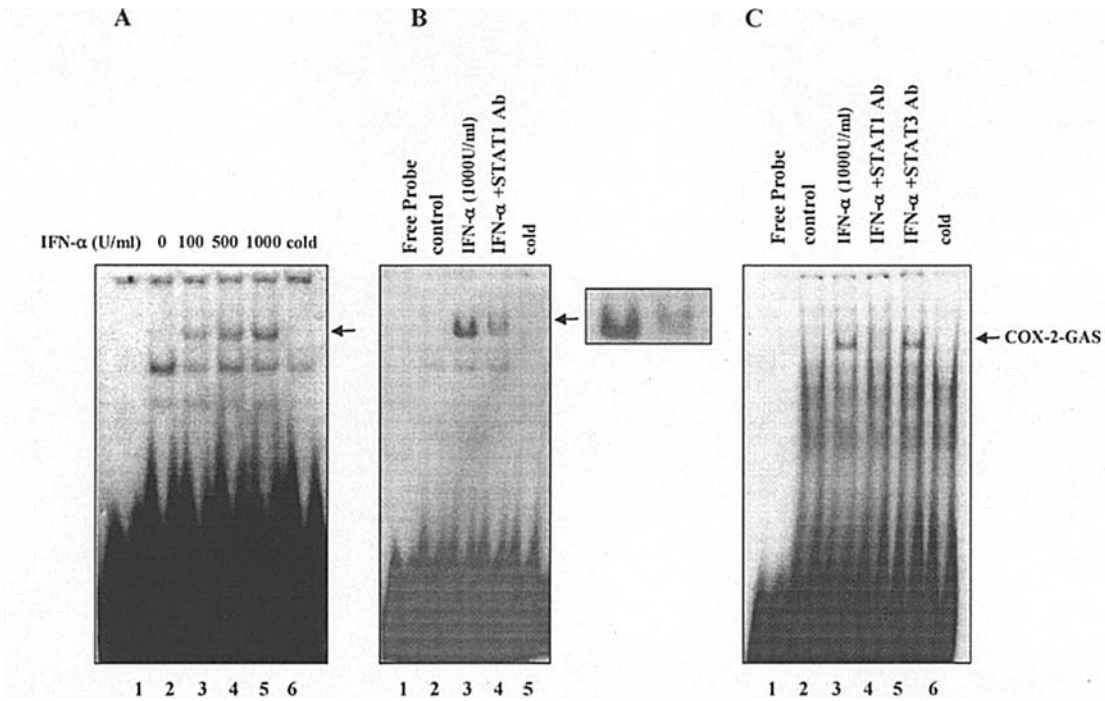 A B C
Free Probe
control
IFN-α (1000U/ml)
IFN-α +STAT1 Ab
cold
Free Probe
control
IFN-α (1000U/ml)
IFN-α +STAT1 Ab
IFN-α +STAT3 Ab
cold
IFN-α (U/ml) 0 100 500 1000 cold
COX-2-GAS
1 2 3 4 5 6
1 2 3 4 5
1 2 3 4 5 6